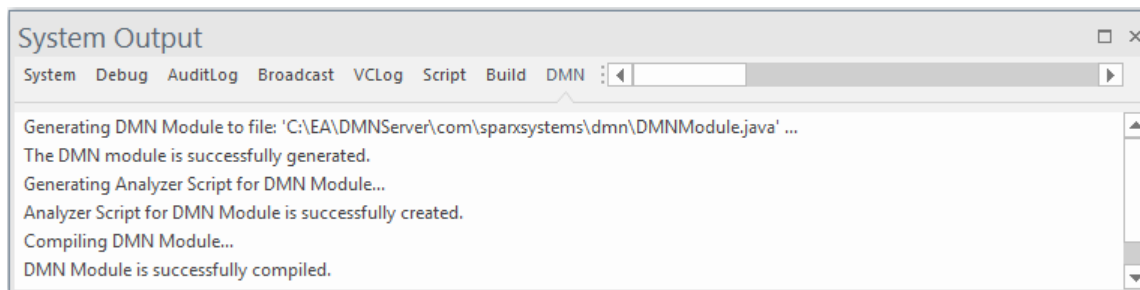 System Output
System Debug AuditLog Broadcast VCLog Script Build DMN
Generating DMN Module to file: 'C:\EA\DMNServer\com\sparxsystems\dmn\DMNModule.java' ...
The DMN module is successfully generated.
Generating Analyzer Script for DMN Module...
Analyzer Script for DMN Module is successfully created.
Compiling DMN Module...
DMN Module is successfully compiled.